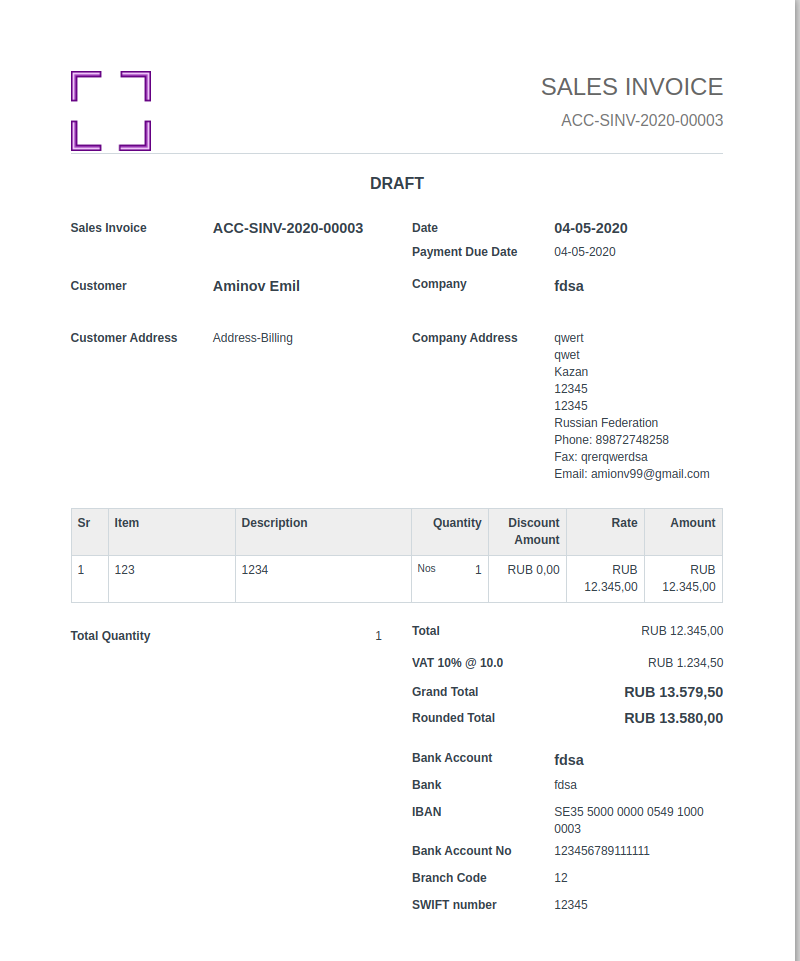 SALES INVOICE
ACC-SINV-2020-00003
DRAFT
Sales Invoice ACC-SINV-2020-00003
Date 04-05-2020
Payment Due Date 04-05-2020
Customer Aminov Emil
Company fdsa
Customer Address Address-Billing
Company Address qwert
qwet
Kazan
12345
12345
Russian Federation
Phone: 89872748258
Fax: qrerqwerdsa
Email: amionv99@gmail.com
Sr Item Description Quantity Discount Rate Amount
Amount
1 123 1234 Nos 1 RUB 0,00 RUB RUB
12.345,00 12.345,00
Total Quantity 1
Total RUB 12.345,00
VAT 10% @ 10.0 RUB 1.234,50
Grand Total RUB 13.579,50
Rounded Total RUB 13.580,00
Bank Account fdsa
Bank fdsa
IBAN SE35 5000 0000 0549 1000
0003
Bank Account No 123456789111111
Branch Code 12
SWIFT number 12345